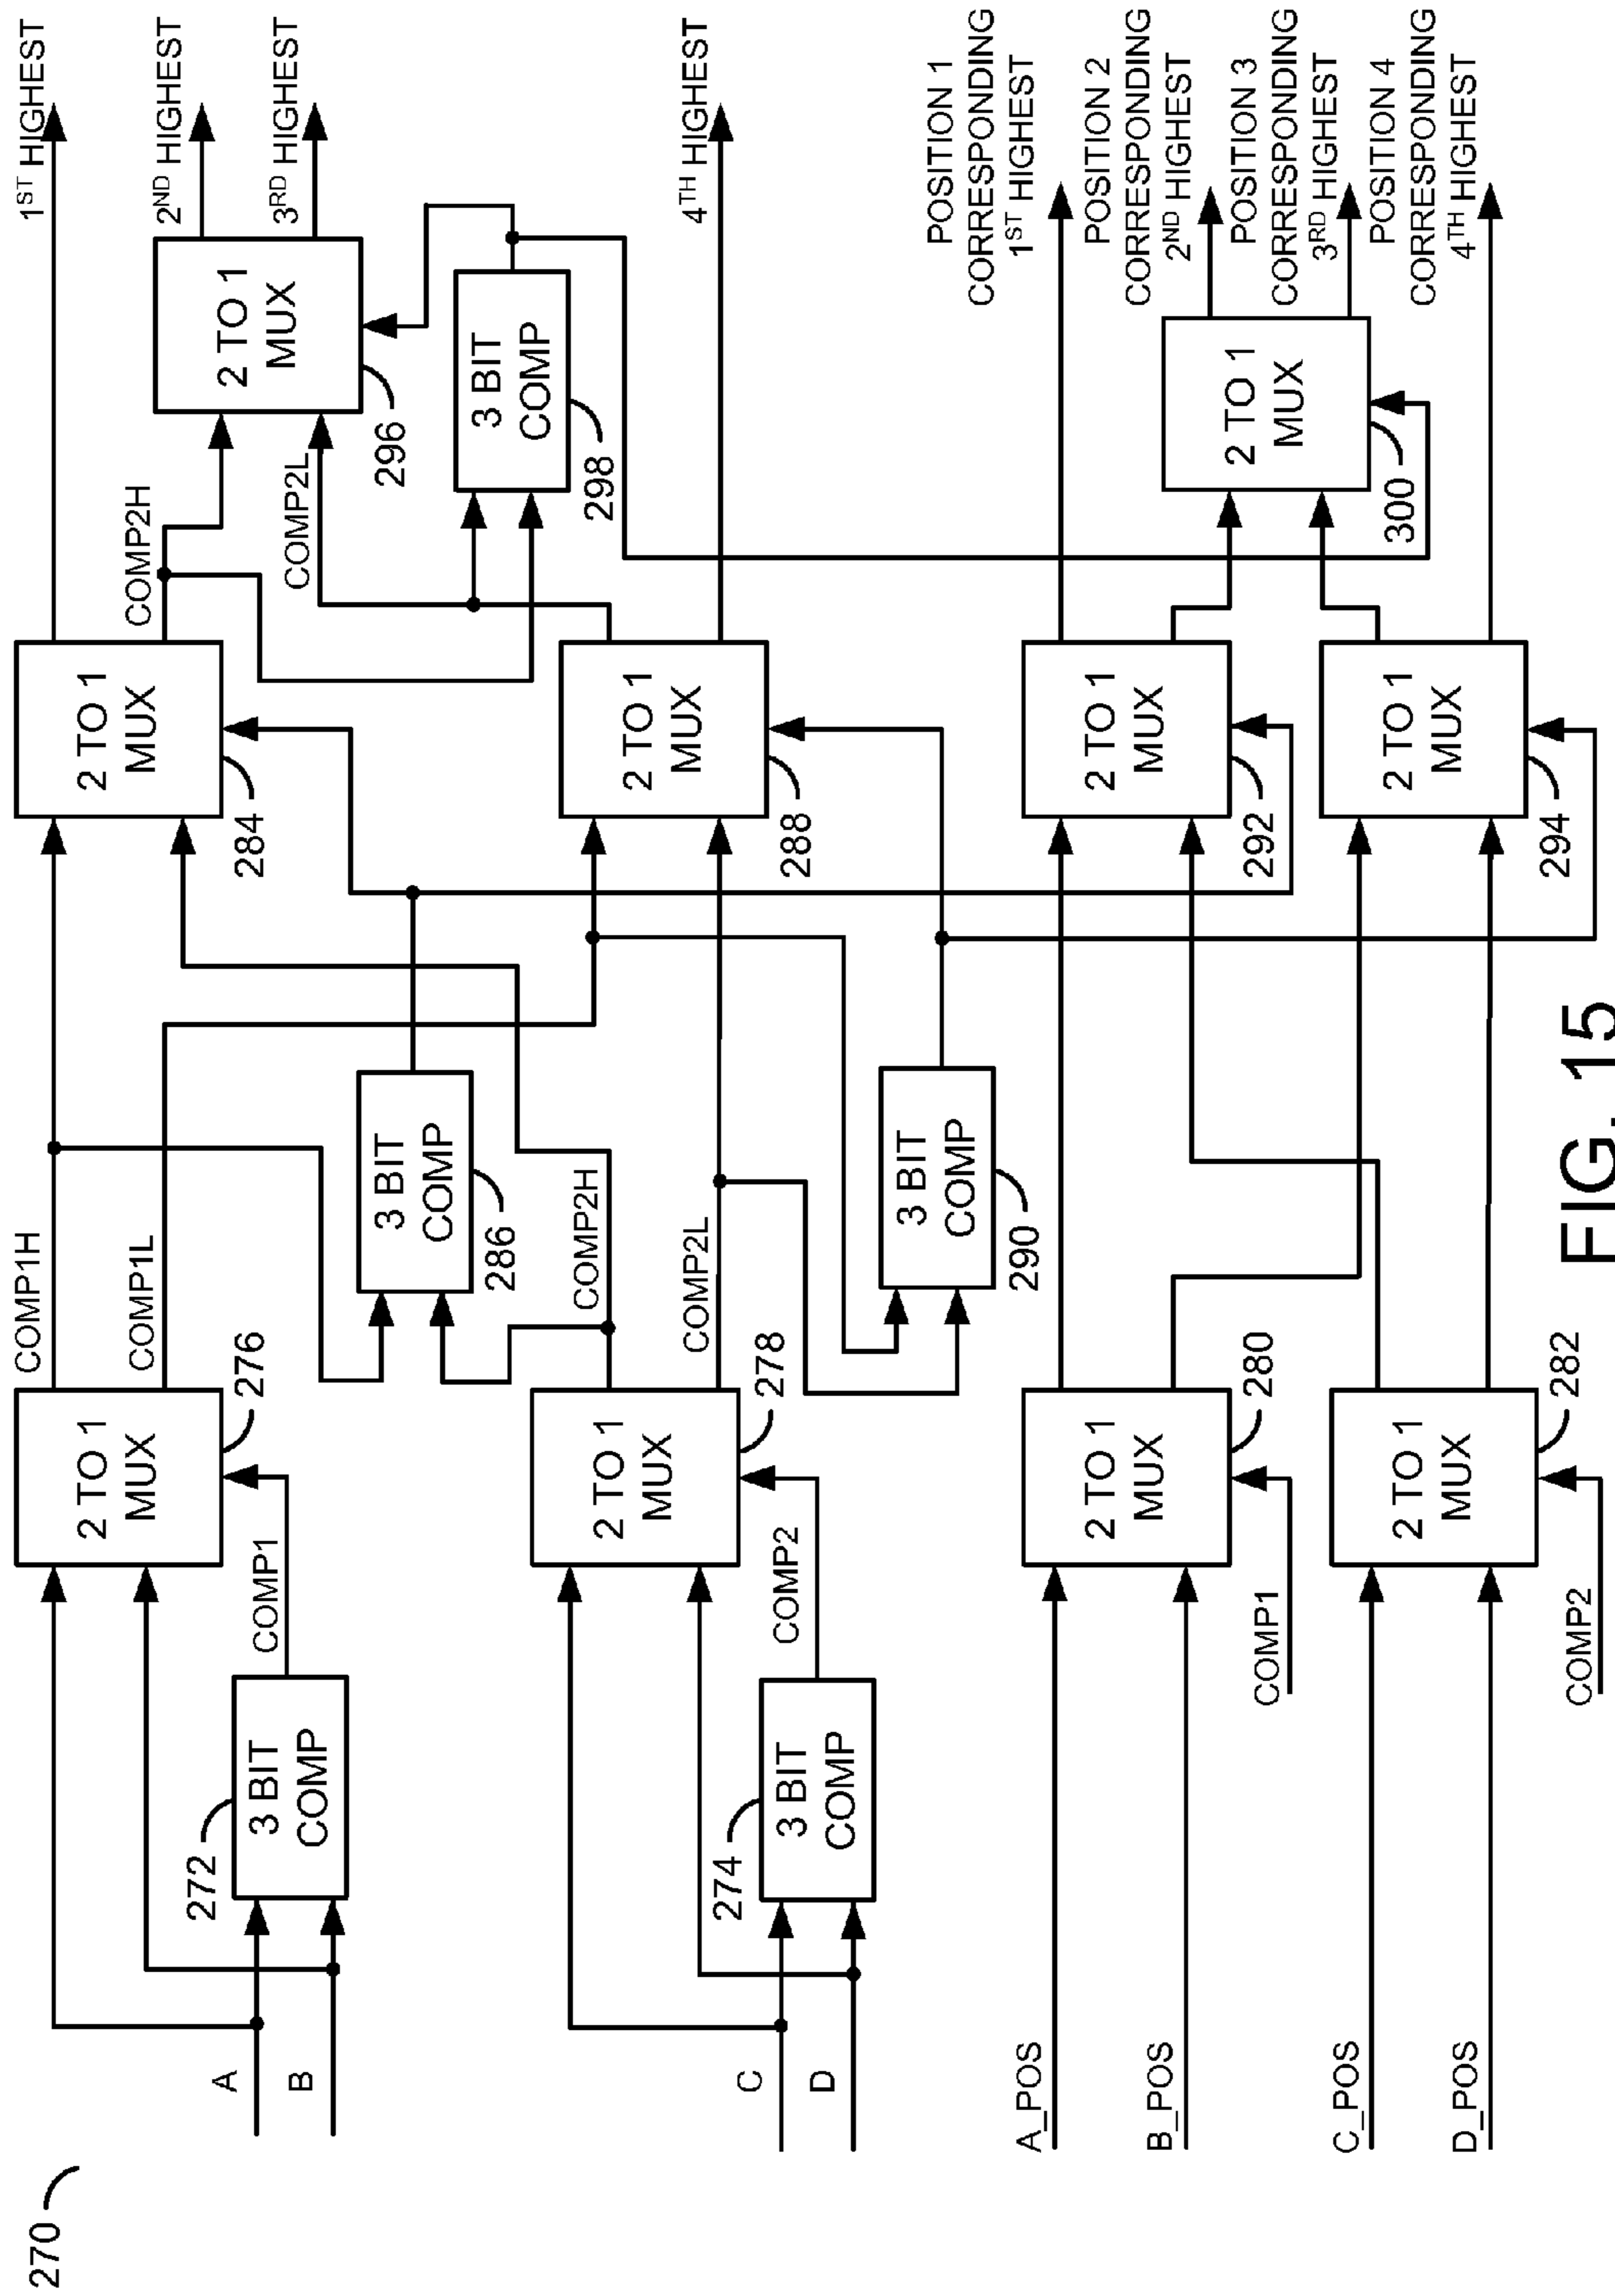 270
A
B
C
D
A_POS
B_POS
C_POS
D_POS
272
3 BIT
COMP
COMP1
274
3 BIT
COMP
COMP2
COMP1
COMP2
2 TO 1
MUX
276
2 TO 1
MUX
278
2 TO 1
MUX
280
2 TO 1
MUX
282
COMP1H
COMP1L
3 BIT
COMP
286
COMP2H
COMP2L
3 BIT
COMP
290
2 TO 1
MUX
284
2 TO 1
MUX
288
2 TO 1
MUX
292
2 TO 1
MUX
294
COMP2H
COMP2L
2 TO 1
MUX
296
3 BIT
COMP
298
2 TO 1
MUX
300
1ST HIGHEST
2ND HIGHEST
3RD HIGHEST
4TH HIGHEST
POSITION 1
CORRESPONDING
1ST HIGHEST
POSITION 2
CORRESPONDING
2ND HIGHEST
POSITION 3
CORRESPONDING
3RD HIGHEST
POSITION 4
CORRESPONDING
4TH HIGHEST
FIG. 15